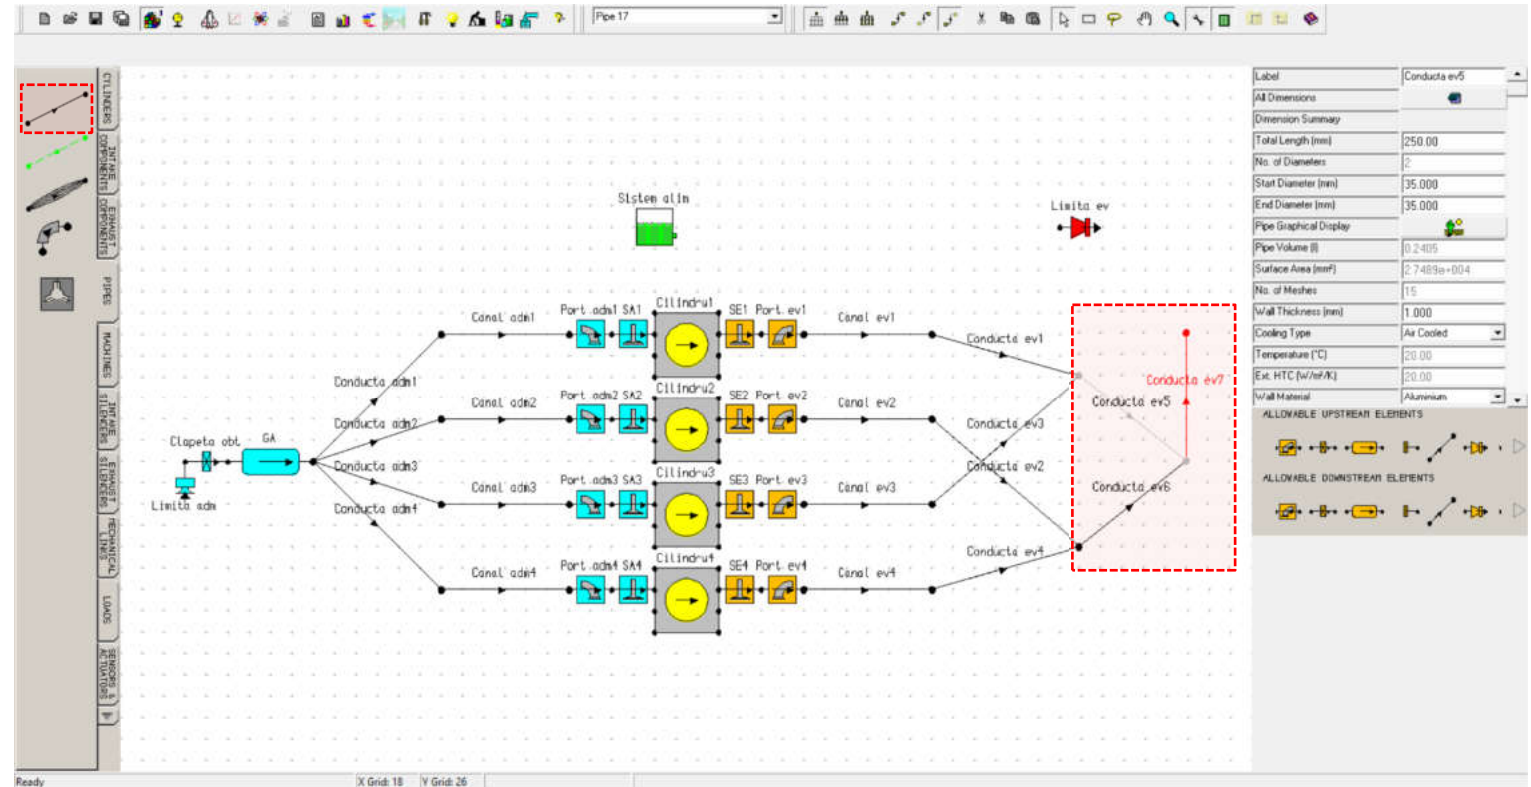 Pipe 17
CYLINDERS
INTAKE COMPONENTS
EXHAUST COMPONENTS
PIPES
MACHINES
INTAKE SILENCERS
EXHAUST SILENCERS
MECHANICAL LINKS
LOADS
SENSORS & ACTUATORS
Sistem alim
Limita ev
Canal adm1
Port adm1 SA1
Cilindru1
SE1 Port ev1
Canal ev1
Conducta ev1
Conducta adm1
Conducta ev7
Canal adm2
Port adm2 SA2
Cilindru2
SE2 Port ev2
Canal ev2
Conducta ev5
Conducta adm2
Conducta ev3
Clapeta obt
GA
Conducta adm3
Cilindru3
Conducta ev2
Canal adm3
Port adm3 SA3
SE3 Port ev3
Canal ev3
Conducta ev6
Limita adm
Conducta adm4
Conducta ev4
Canal adm4
Port adm4 SA4
Cilindru4
SE4 Port ev4
Canal ev4
Label Conducta ev5
All Dimensions
Dimension Summary
Total Length (mm) 250.00
No. of Diameters 2
Start Diameter (mm) 35.000
End Diameter (mm) 35.000
Pipe Graphical Display
Pipe Volume (l) 0.2405
Surface Area (mm²) 2.7489e+004
No. of Meshes 15
Wall Thickness (mm) 1.000
Cooling Type Air Cooled
Temperature (°C) 20.00
Ext. HTC (W/m²/K) 20.00
Wall Material Aluminium
ALLOWABLE UPSTREAM ELEMENTS
ALLOWABLE DOWNSTREAM ELEMENTS
Ready
X Grid: 18
Y Grid: 26